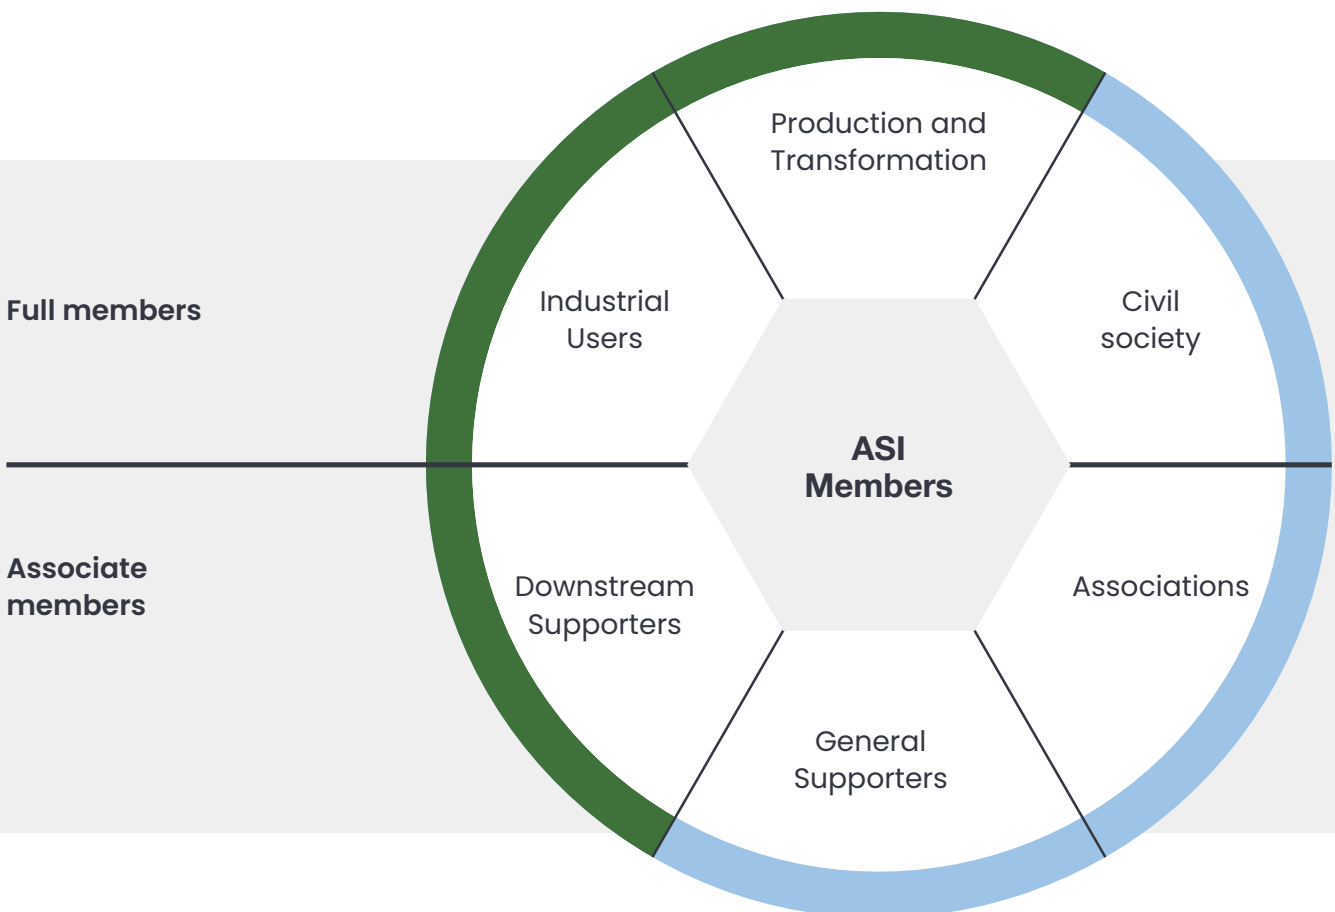 Production and
Transformation
Full members
Industrial
Users
Civil
society
ASI
Members
Associate
members
Downstream
Supporters
Associations
General
Supporters